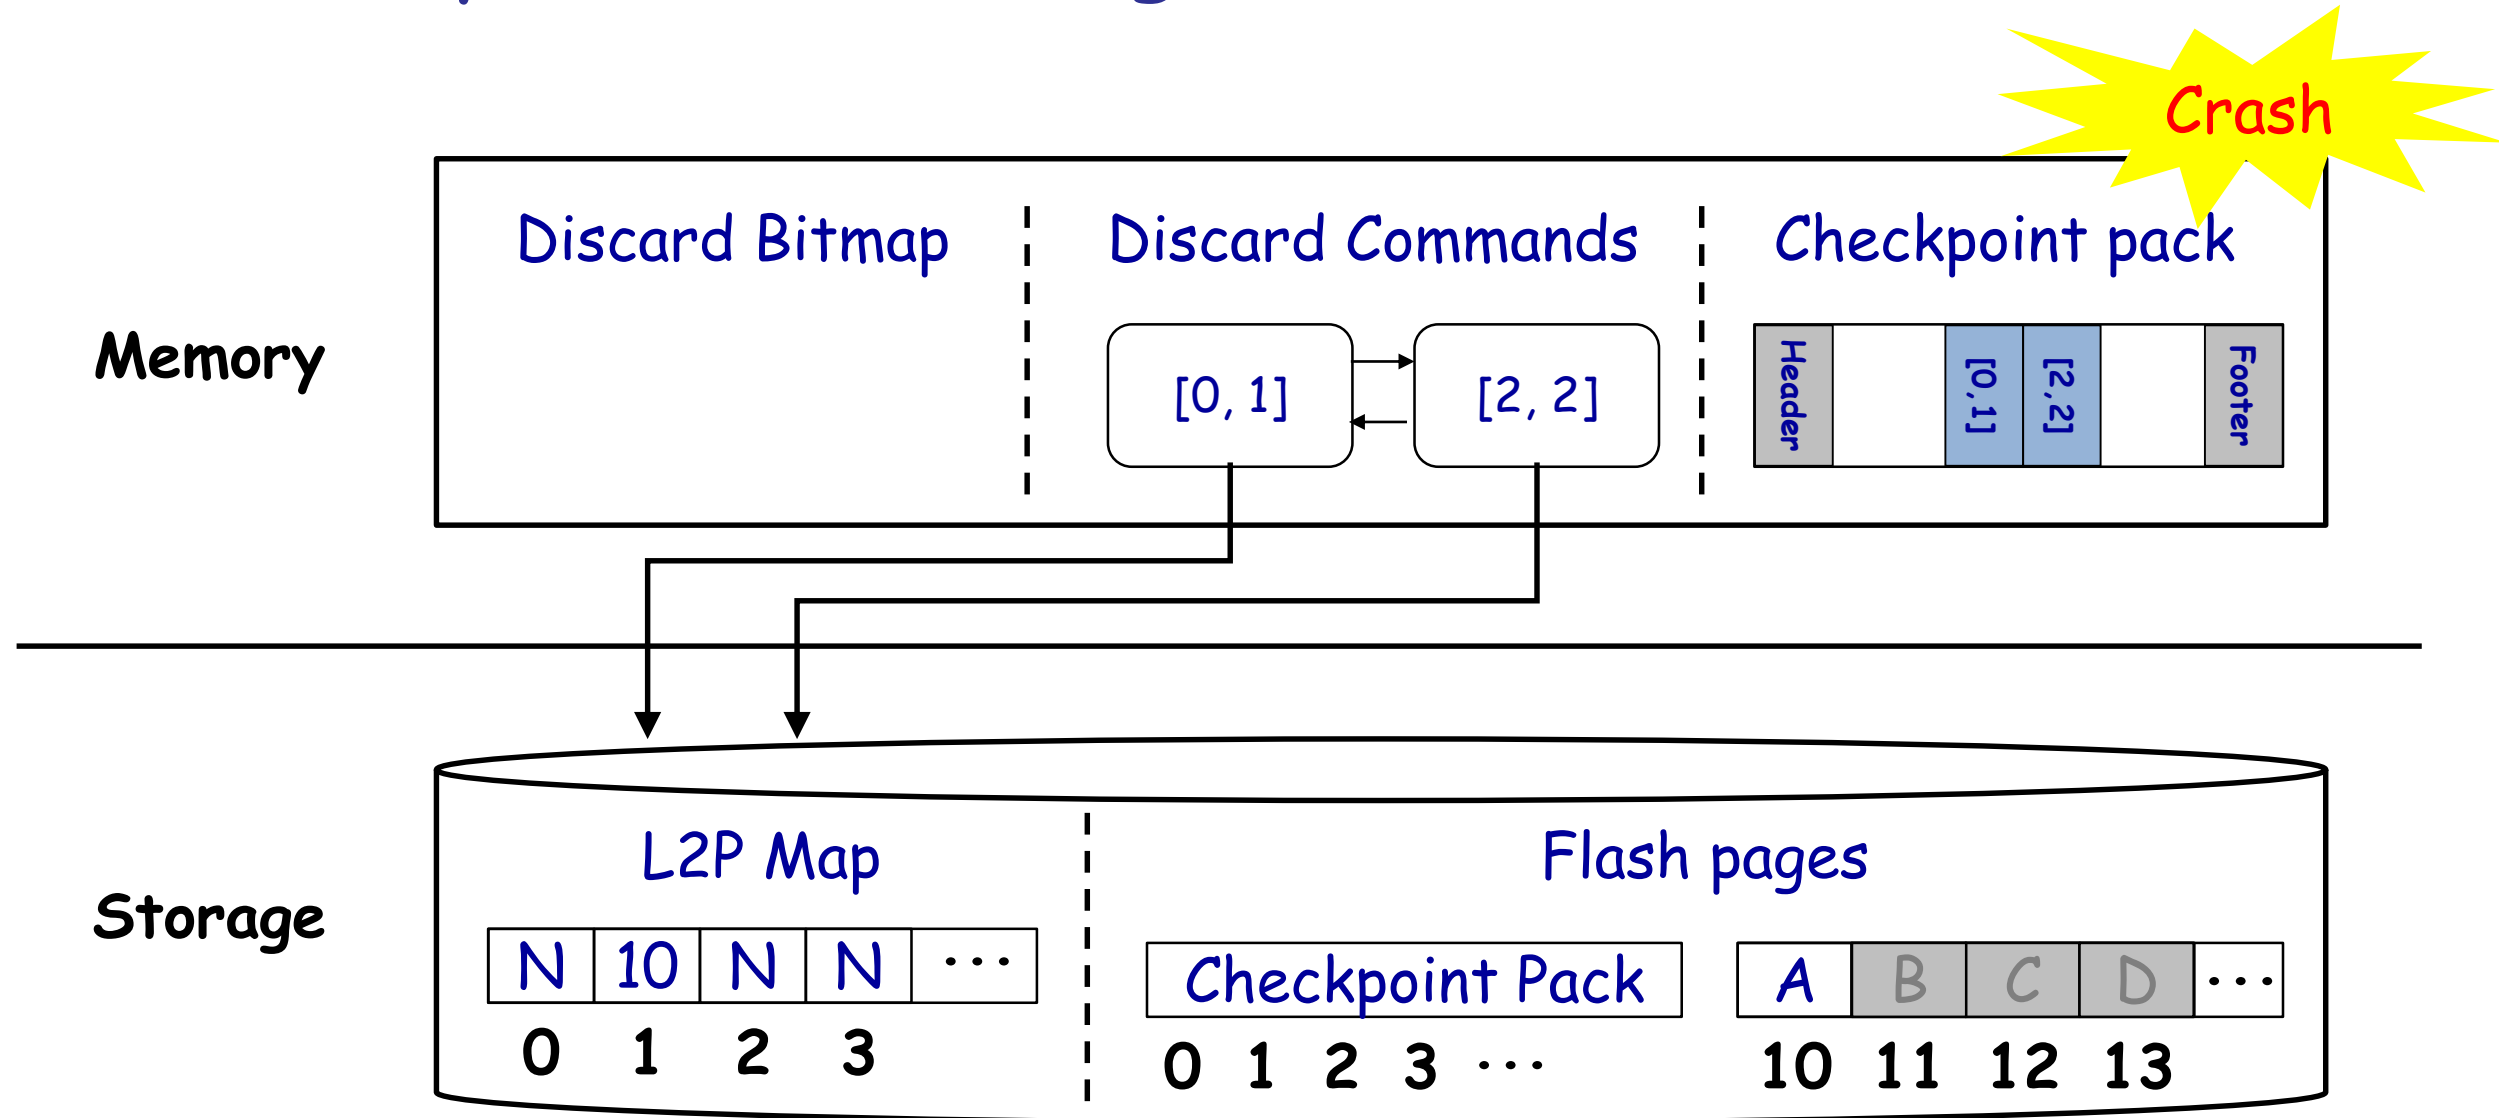 Crash
Discard Bitmap
Discard Commands
Checkpoint pack
Memory
[0, 1]
[2, 2]
Header
[0,1]
[2,2]
Footer
L2P Map
Flash pages
Storage
N 10 N N ...
0 1 2 3
Checkpoint Pack
0 1 2 3 ...
A B C D ...
10 11 12 13